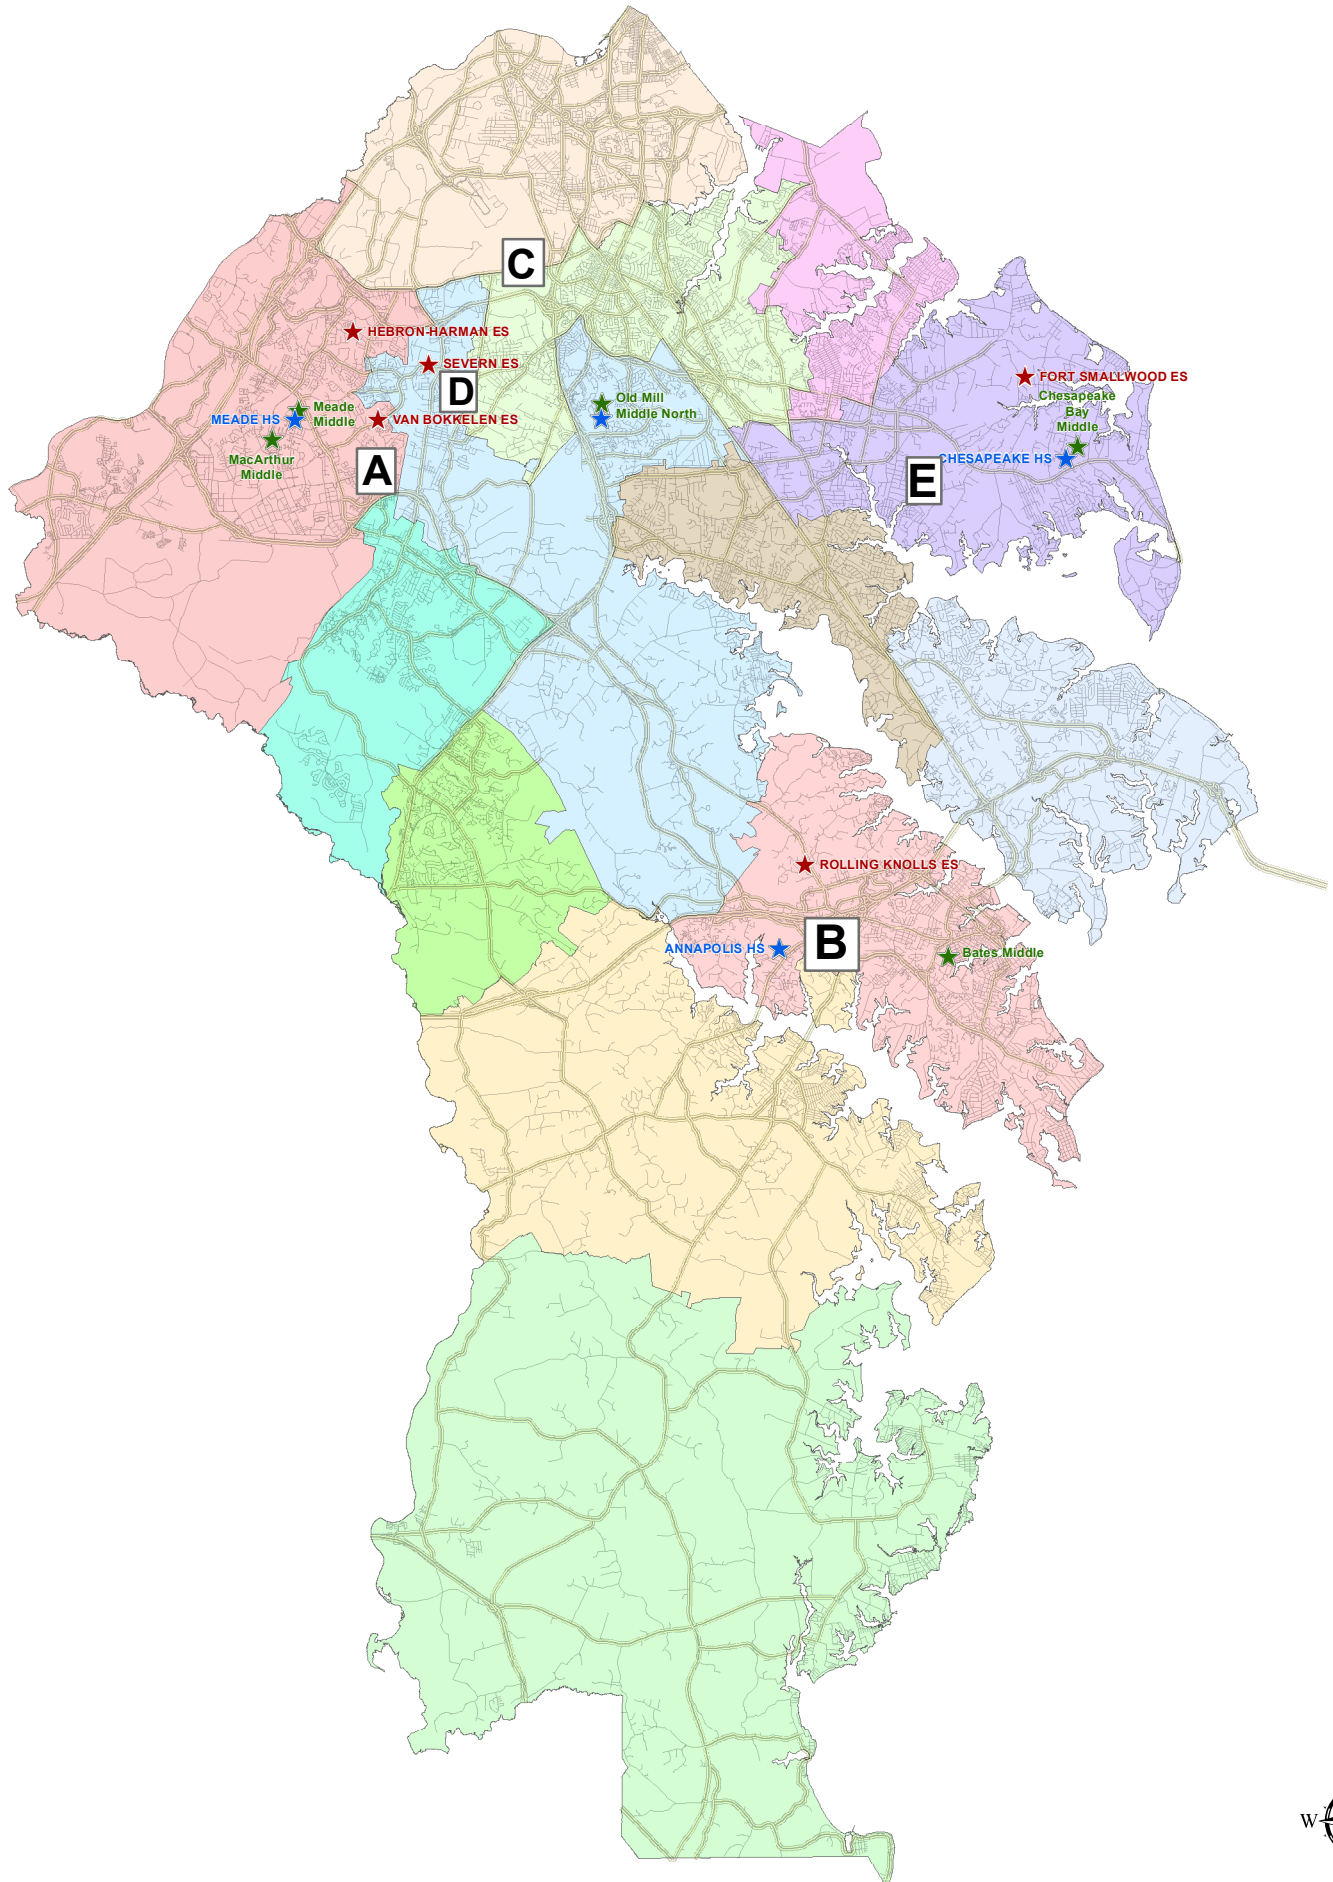 C
HEBRON-HARMAN ES
SEVERN ES
D
FORT SMALLWOOD ES
Chesapeake
Bay
Middle
Old Mill
Middle North
Meade
Middle
MEADE HS
VAN BOKKELEN ES
MacArthur
Middle
A
CHESAPEAKE HS
E
ROLLING KNOLLS ES
ANNAPOLIS HS
B
Bates Middle
W